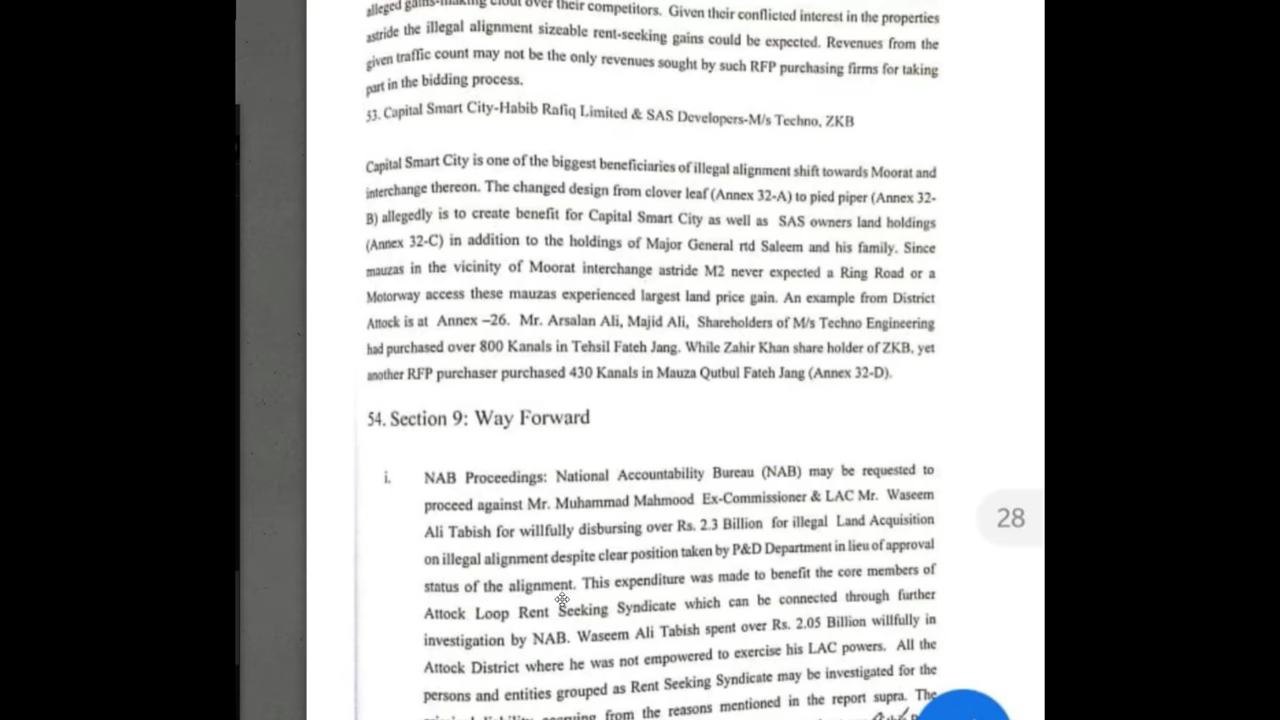 alleged gains-making clout over their competitors. Given their conflicted interest in the properties
astride the illegal alignment sizeable rent-seeking gains could be expected. Revenues from the
given traffic count may not be the only revenues sought by such RFP purchasing firms for taking
part in the bidding process.
53. Capital Smart City-Habib Rafiq Limited & SAS Developers-M/s Techno, ZKB
Capital Smart City is one of the biggest beneficiaries of illegal alignment shift towards Moorat and
interchange thereon. The changed design from clover leaf (Annex 32-A) to pied piper (Annex 32-
B) allegedly is to create benefit for Capital Smart City as well as SAS owners land holdings
(Annex 32-C) in addition to the holdings of Major General rtd Saleem and his family. Since
mauzas in the vicinity of Moorat interchange astride M2 never expected a Ring Road or a
Motorway access these mauzas experienced largest land price gain. An example from District
Attock is at Annex –26. Mr. Arsalan Ali, Majid Ali, Shareholders of M/s Techno Engineering
had purchased over 800 Kanals in Tehsil Fateh Jang. While Zahir Khan share holder of ZKB, yet
another RFP purchaser purchased 430 Kanals in Mauza Qutbul Fateh Jang (Annex 32-D).
54. Section 9: Way Forward
i. NAB Proceedings: National Accountability Bureau (NAB) may be requested to
proceed against Mr. Muhammad Mahmood Ex-Commissioner & LAC Mr. Waseem
Ali Tabish for willfully disbursing over Rs. 2.3 Billion for illegal Land Acquisition
on illegal alignment despite clear position taken by P&D Department in lieu of approval
status of the alignment. This expenditure was made to benefit the core members of
Attock Loop Rent Seeking Syndicate which can be connected through further
investigation by NAB. Waseem Ali Tabish spent over Rs. 2.05 Billion willfully in
Attock District where he was not empowered to exercise his LAC powers. All the
persons and entities grouped as Rent Seeking Syndicate may be investigated for the
from the reasons mentioned in the report supra. The
28